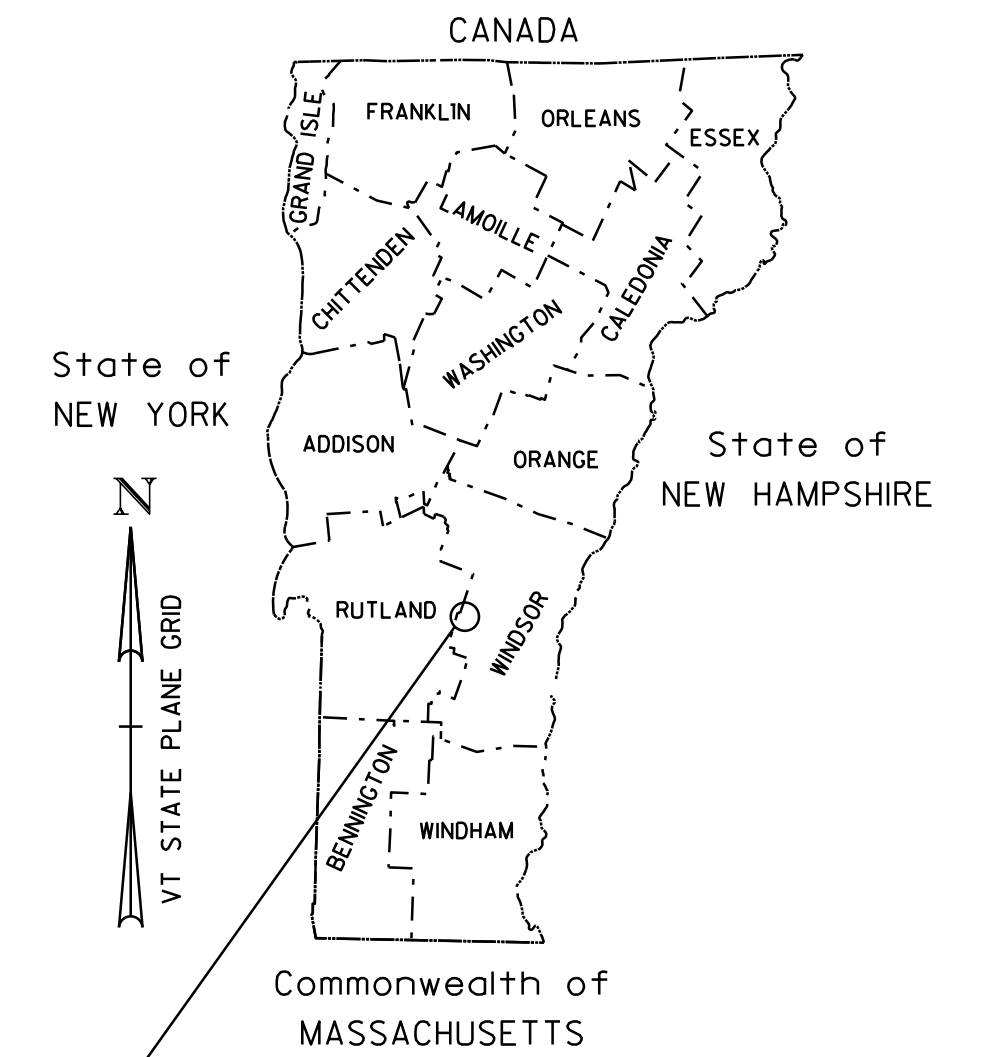 CANADA
GRAND ISLE
FRANKLIN
ORLEANS
ESSEX
LAMOILLE
CHITTENDEN
CALEDONIA
WASHINGTON
State of
NEW YORK
ADDISON
ORANGE
State of
NEW HAMPSHIRE
N
VT STATE PLANE GRID
RUTLAND
WINDSOR
BENNINGTON
WINDHAM
Commonwealth of
MASSACHUSETTS